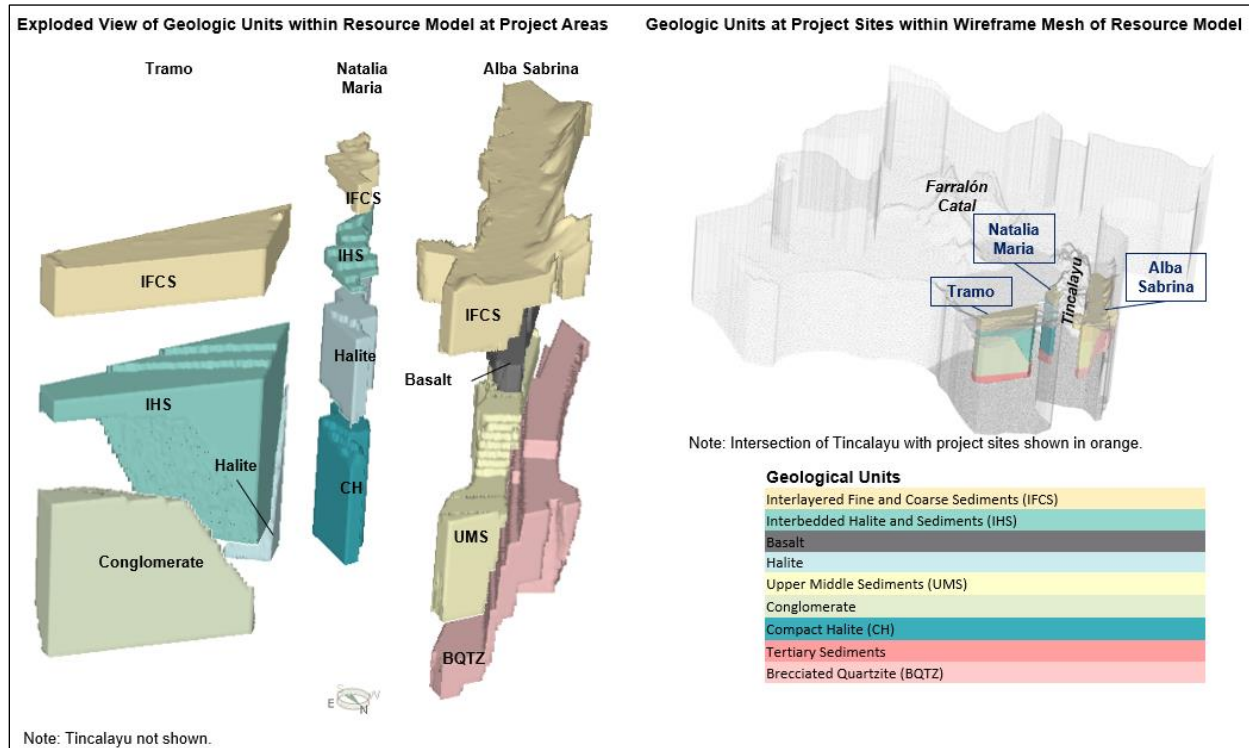 Exploded View of Geologic Units within Resource Model at Project Areas
Tramo
Natalia
Maria
Alba Sabrina
IFCS
IFCS
IHS
IFCS
Halite
Basalt
IHS
Halite
CH
UMS
Conglomerate
BQTZ
S
E
W
N
Note: Tincalayu not shown.
Geologic Units at Project Sites within Wireframe Mesh of Resource Model
Farralón
Catal
Natalia
Maria
Tincalayu
Alba
Sabrina
Tramo
Note: Intersection of Tincalayu with project sites shown in orange.
Geological Units
Interlayered Fine and Coarse Sediments (IFCS)
Interbedded Halite and Sediments (IHS)
Basalt
Halite
Upper Middle Sediments (UMS)
Conglomerate
Compact Halite (CH)
Tertiary Sediments
Brecciated Quartzite (BQTZ)